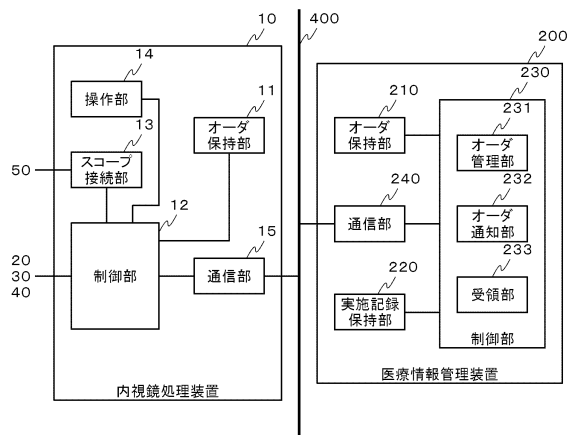 10
400
200
14
操作部
11
オーダ
保持部
210
オーダ
保持部
230
231
オーダ
管理部
13
スコープ
接続部
50
240
通信部
232
オーダ
通知部
12
制御部
15
通信部
20
30
40
220
実施記録
保持部
233
受領部
制御部
内視鏡処理装置
医療情報管理装置